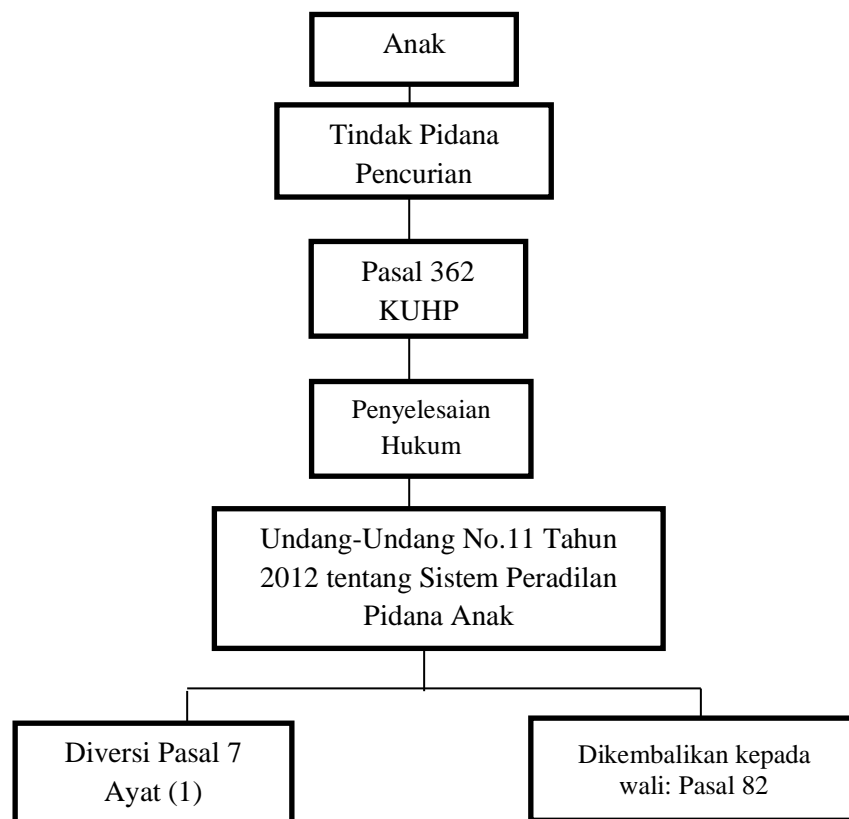 Anak
Tindak Pidana
Pencurian
Pasal 362
KUHP
Penyelesaian
Hukum
Undang-Undang No.11 Tahun
2012 tentang Sistem Peradilan
Pidana Anak
Diversi Pasal 7
Ayat (1)
Dikembalikan kepada
wali: Pasal 82